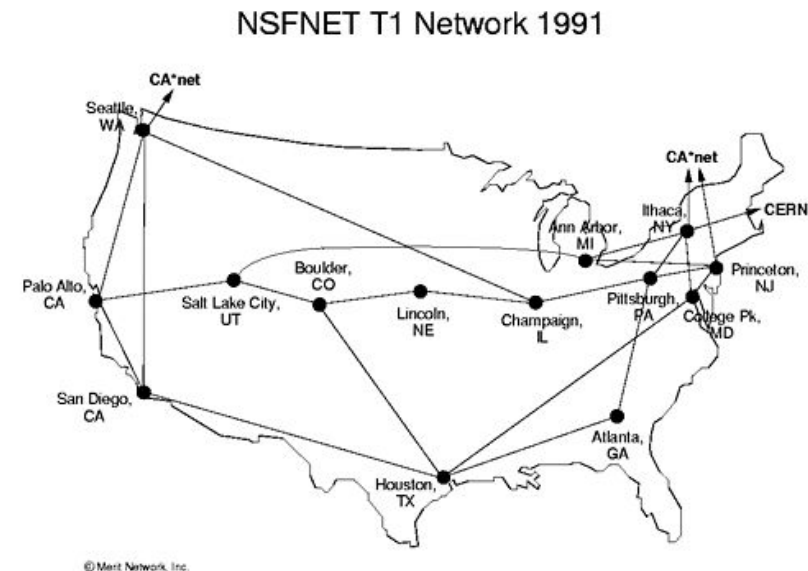 NSFNET T1 Network 1991
CA*net
Seattle,
WA
CA*net
Ithaca,
NY
CERN
Ann Arbor,
MI
Boulder,
CO
Princeton,
NJ
Palo Alto,
CA
Salt Lake City,
UT
Lincoln,
NE
Champaign,
IL
Pittsburgh,
PA
College Pk,
MD
San Diego,
CA
Atlanta,
GA
Houston,
TX
© Merit Network, Inc.